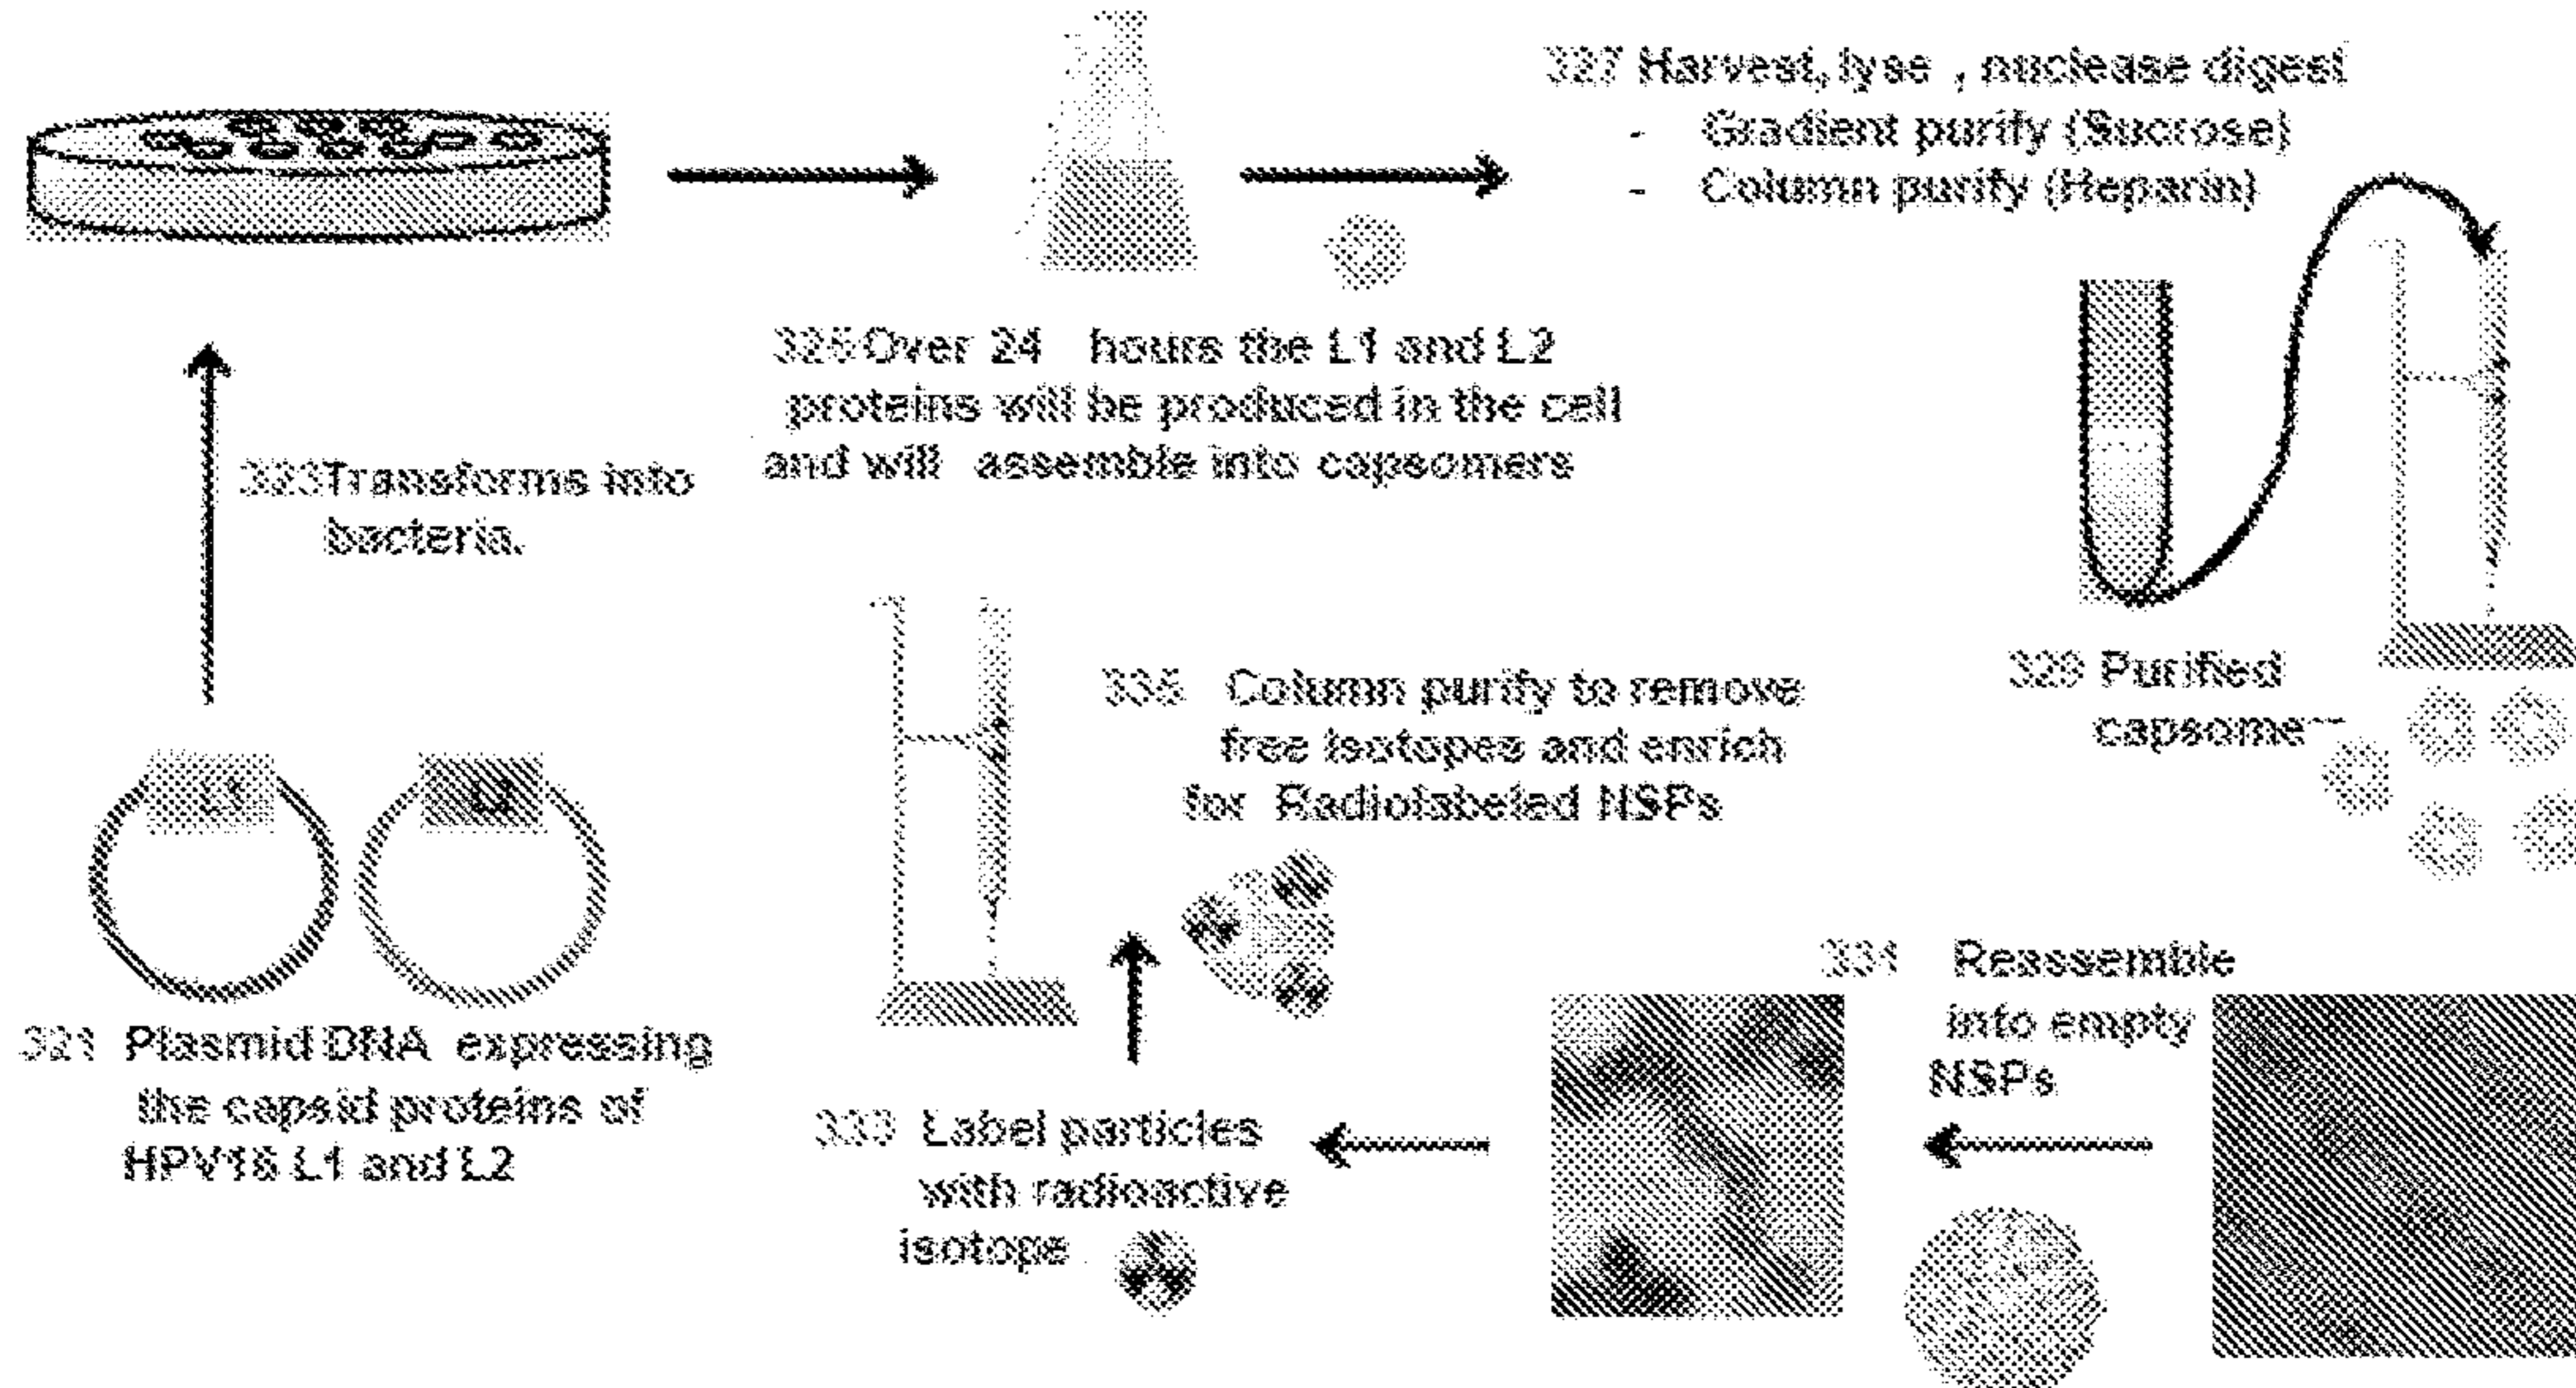 327 Harvest, lyse , nuclease digest
- Gradient purify (Sucrose)
- Column purify (Heparin)
325 Over 24 hours the L1 and L2
proteins will be produced in the cell
and will assemble into capsomers
323 Transforms into
bacteria.
L1
L2
321 Plasmid DNA expressing
the capsid proteins of
HPV16 L1 and L2
329 Purified
capsome
335 Column purify to remove
free isotopes and enrich
for Radiolabeled NSPs
331 Reassemble
into empty
NSPs
333 Label particles
with radioactive
isotope